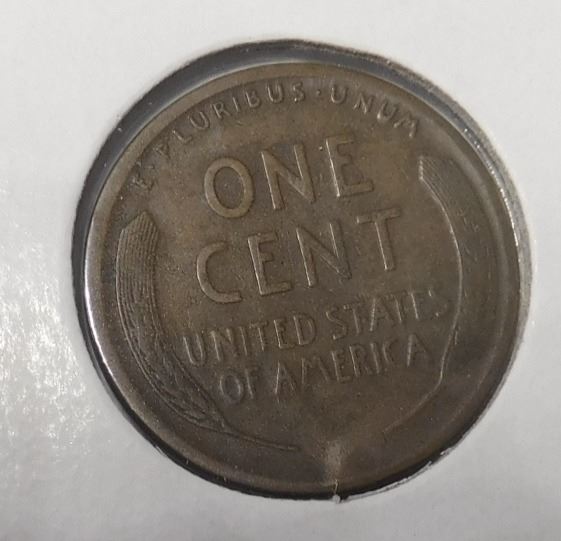 E·PLURIBUS·UNUM
ONE
CENT
UNITED STATES
OF AMERICA